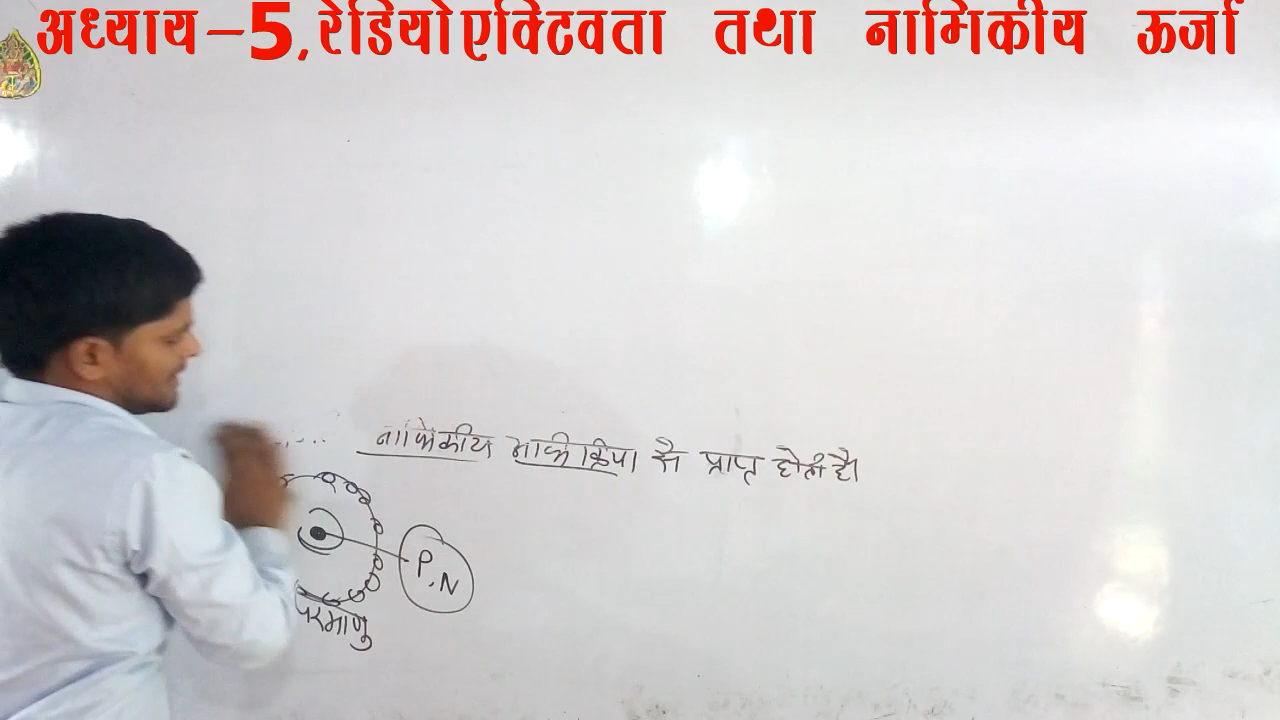 अध्याय-5, रेडियोएक्टिवता तथा नामिकीय ऊर्जा
नाभिकीय अभिक्रिया से प्राप्त होती है।
P, N
परमाणु